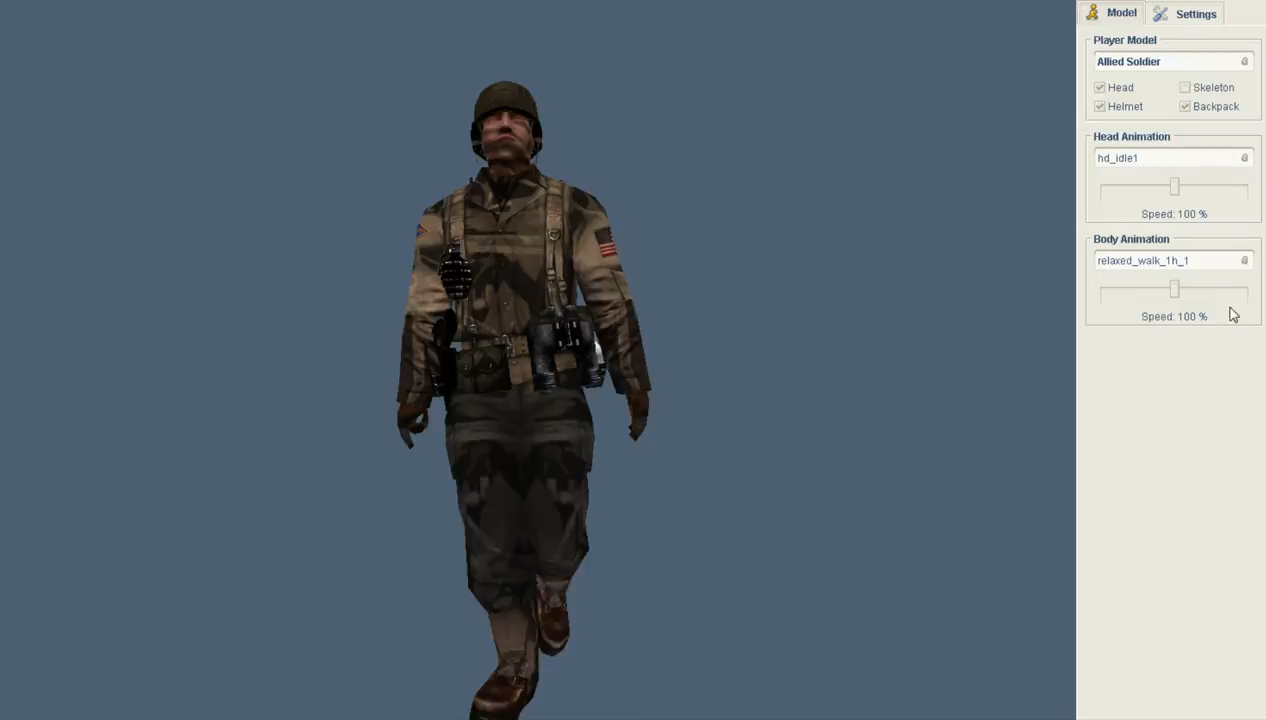 Model Settings
Player Model
Allied Soldier
Head Skeleton
Helmet Backpack
Head Animation
hd_idle1
Speed: 100 %
Body Animation
relaxed_walk_1h_1
Speed: 100 %